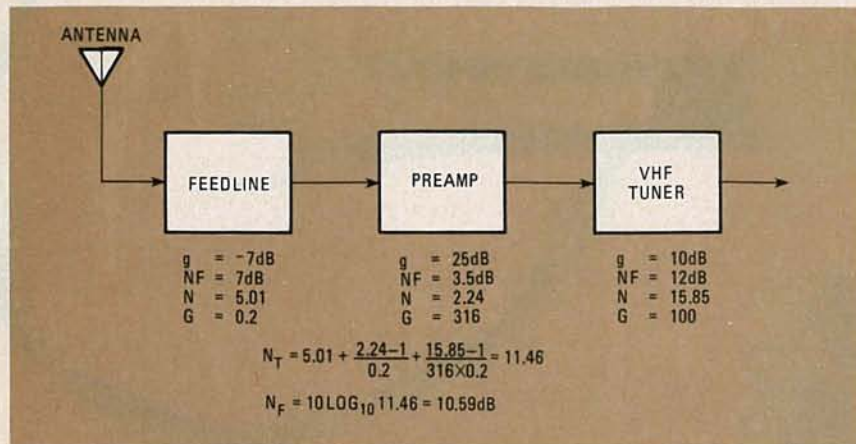 ANTENNA
FEEDLINE
PREAMP
VHF
TUNER
g = -7dB
NF = 7dB
N = 5.01
G = 0.2
g = 25dB
NF = 3.5dB
N = 2.24
G = 316
g = 10dB
NF = 12dB
N = 15.85
G = 100
N_T = 5.01 + \frac{2.24-1}{0.2} + \frac{15.85-1}{316×0.2} = 11.46
N_F = 10LOG_10 11.46 = 10.59dB